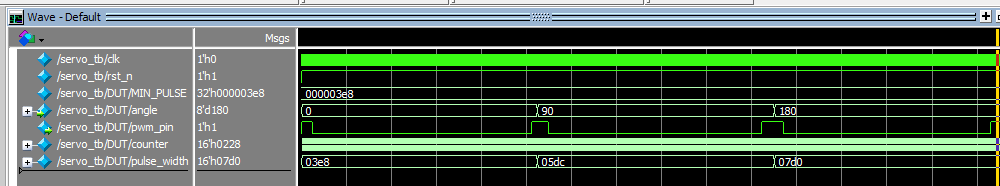 Wave - Default
Msgs
/servo_tb/clk 1'h0
/servo_tb/rst_n 1'h1
/servo_tb/DUT/MIN_PULSE 32'h000003e8 000003e8
/servo_tb/DUT/angle 8'd180 0 90 180
/servo_tb/DUT/pwm_pin 1'h1
/servo_tb/DUT/counter 16'h0228
/servo_tb/DUT/pulse_width 16'h07d0 03e8 05dc 07d0